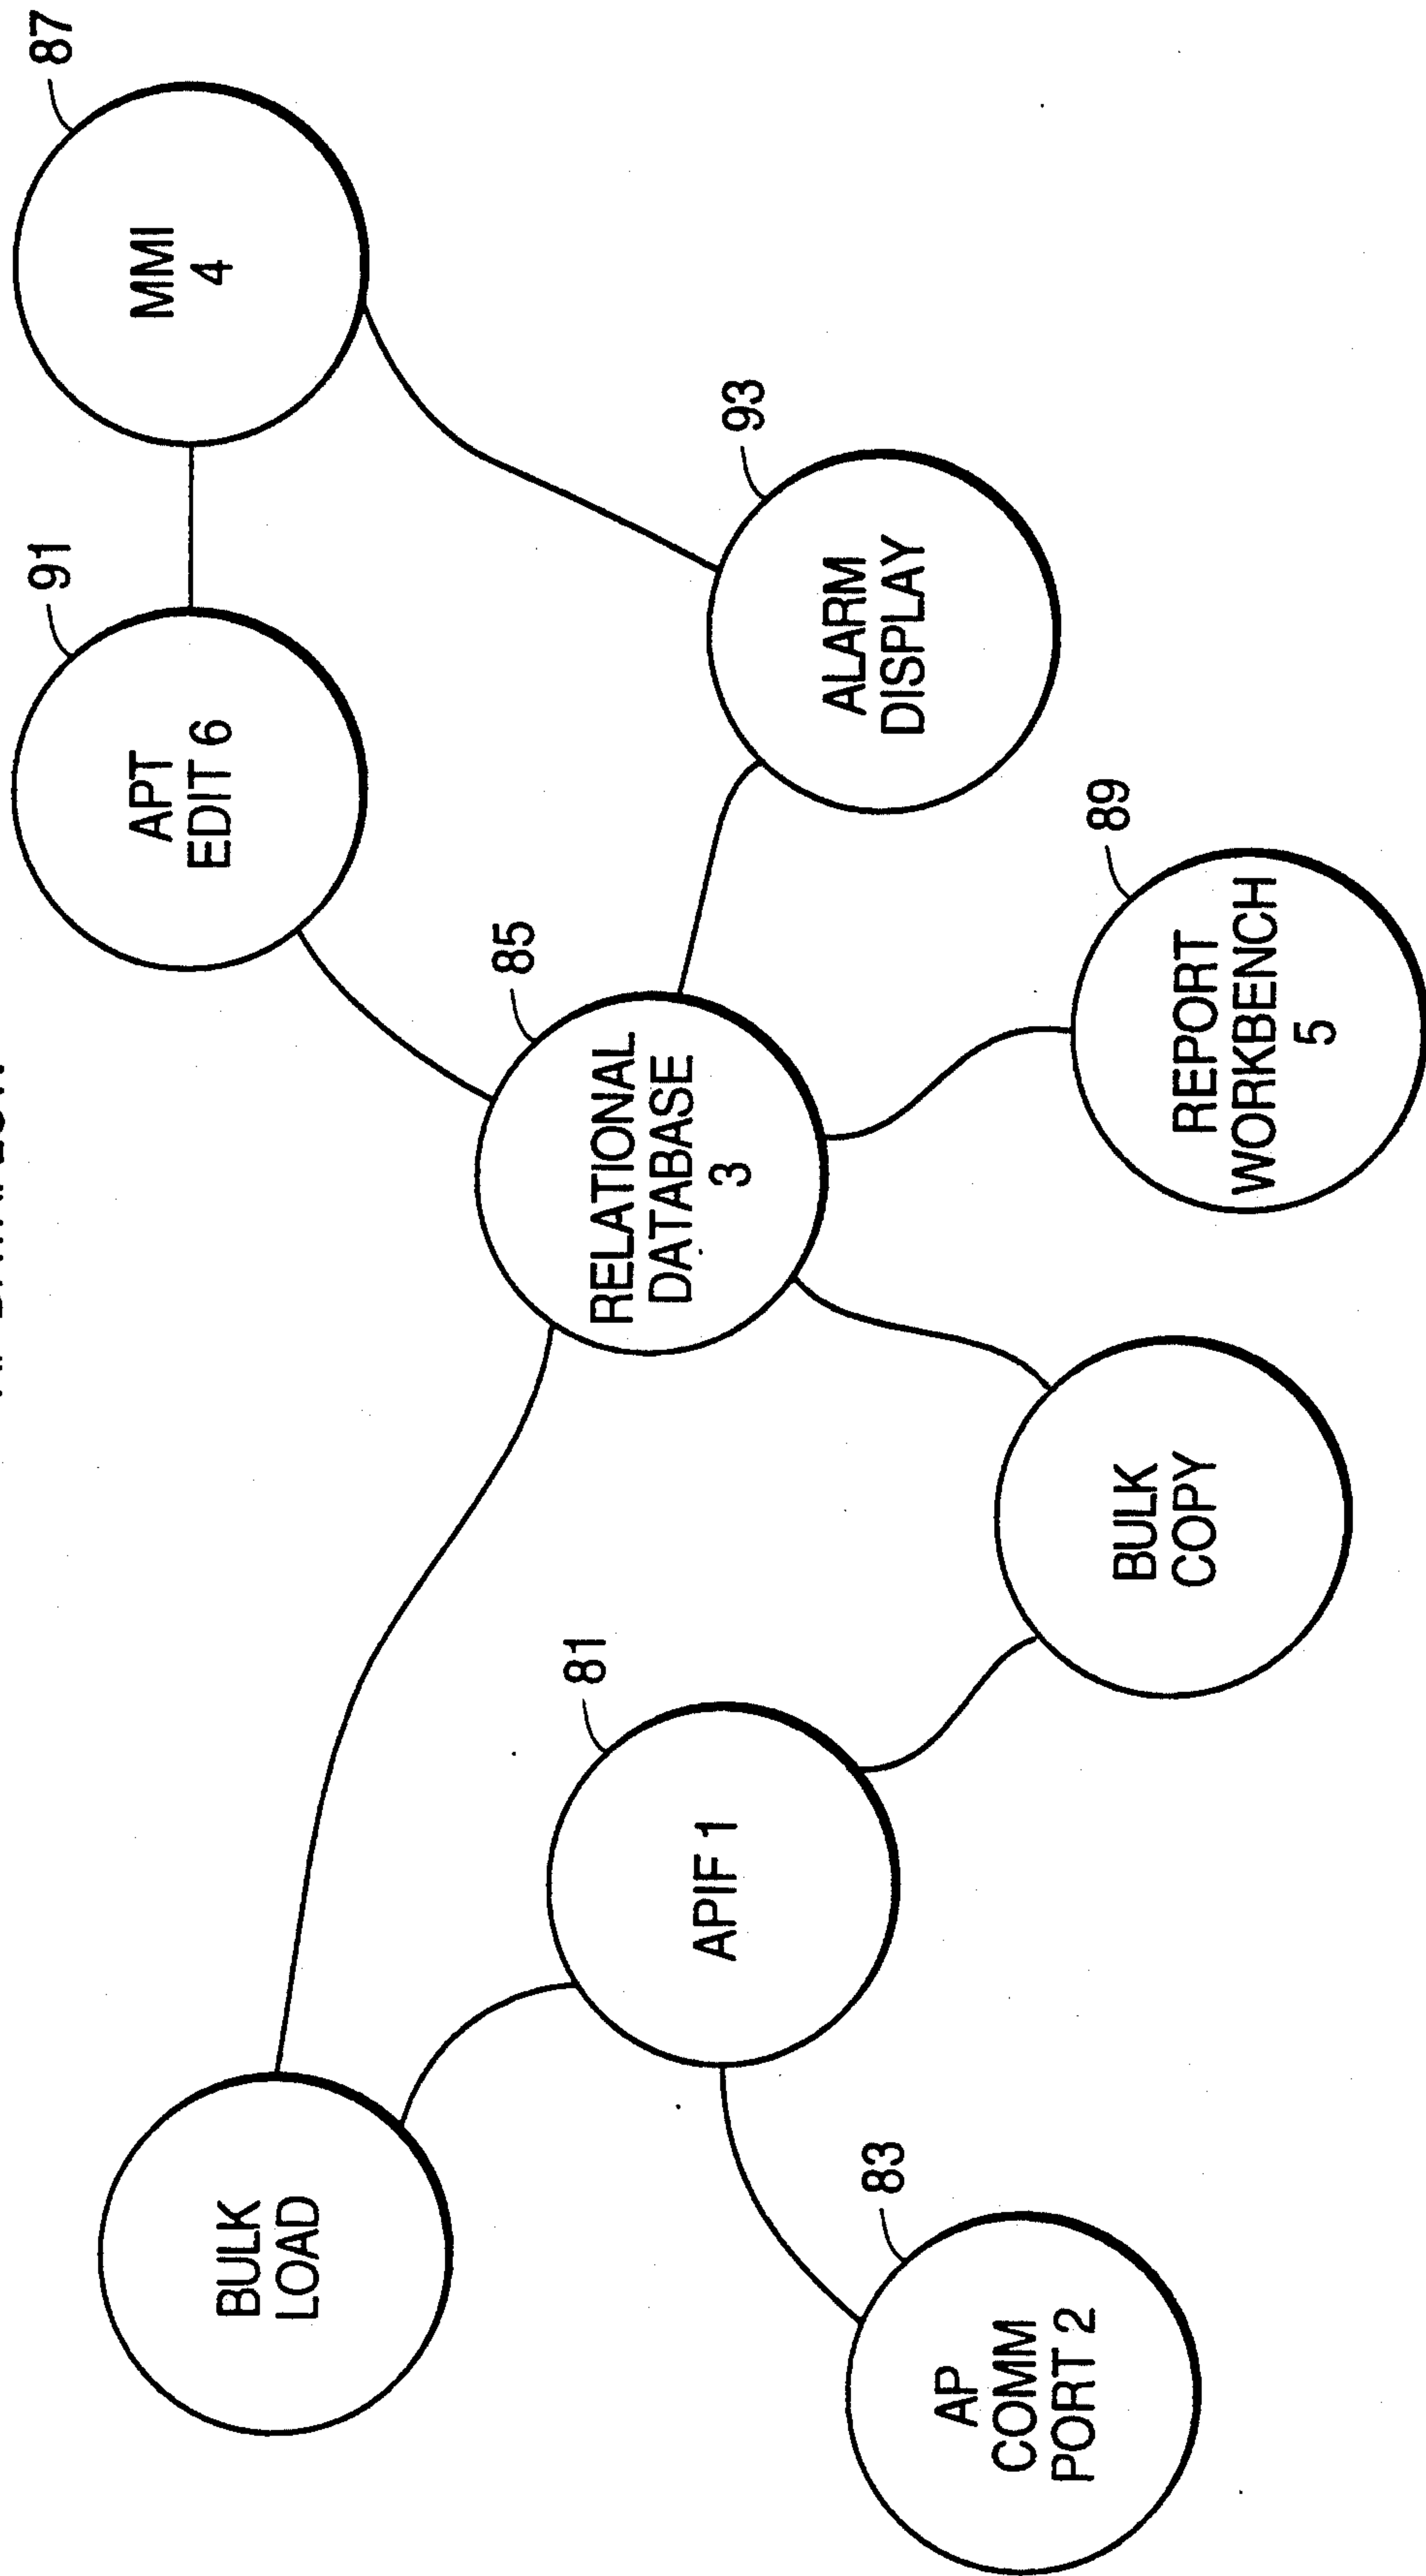 BULK
LOAD
91
APT
EDIT 6
87
MMI
4
85
RELATIONAL
DATABASE
3
81
APIF 1
93
ALARM
DISPLAY
83
AP
COMM
PORT 2
BULK
COPY
89
REPORT
WORKBENCH
5